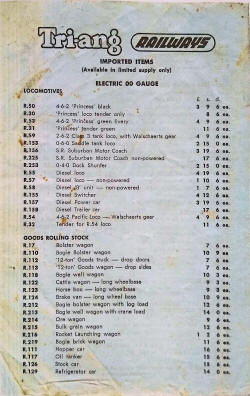 Tri-ang RAILWAYS
IMPORTED ITEMS
(Available in limited supply only)
ELECTRIC 00 GAUGE
LOCOMOTIVES £ s. d.
R.50 4-6-2 'Princess' black 3 9 6 ea.
R.30 'Princess' loco tender only 8 6 ea.
R.53 4-6-2 'Princess' green livery 4 9 6 ea.
R.31 'Princess' tender green 11 6 ea.
R.59 2-6-2 Class 3 tank loco, with Walschaerts gear 4 9 6 ea.
R.153 0-6-0 Saddle tank 2 15 0 ea.
R.156 S.R. Suburban Motor Coach 3 19 6 ea.
R.225 S.R. Suburban Motor Coach non-powered 17 6 ea.
R.253 0-4-0 Dock Shunter 2 15 0 ea.
R.55 Diesel loco 4 19 6 ea.
R.57 Diesel loco — non-powered 1 10 6 ea.
R.58 Diesel 'B' unit — non-powered 1 7 6 ea.
R.155 Diesel Switcher 4 12 6 ea.
R.157 Diesel Power car 3 19 6 ea.
R.158 Diesel Trailer car 17 6 ea.
R.54 4-6-2 Pacific Loco — Walschaerts gear 4 9 6 ea.
R.32 Tender for R.54 loco 11 6 ea.
GOODS ROLLING STOCK
R.17 Bolster wagon 7 6 ea.
R.110 Bogie Bolster wagon 10 9 ea.
R.112 '12-ton' Goods truck — drop doors 7 6 ea.
R.113 '12-ton' Goods wagon — drop sides 7 6 ea.
R.118 Bogie well wagon 10 3 ea.
R.122 Cattle wagon — long wheelbase 9 3 ea.
R.123 Horse box — long wheelbase 9 3 ea.
R.124 Brake van — long wheel base 10 9 ea.
R.212 Bogie bolster wagon with log load 12 6 ea.
R.213 Bogie well wagon with crane load 14 0 ea.
R.214 Ore wagon 9 6 ea.
R.215 Bulk grain wagon 12 6 ea.
R.216 Rocket Launching wagon 1 2 6 ea.
R.219 Bogie brick wagon 11 6 ea.
R.111 Hopper car 16 6 ea.
R.117 Oil tanker 15 6 ea.
R.126 Stock car 15 6 ea.
R.129 Refrigerator car 14 0 ea.